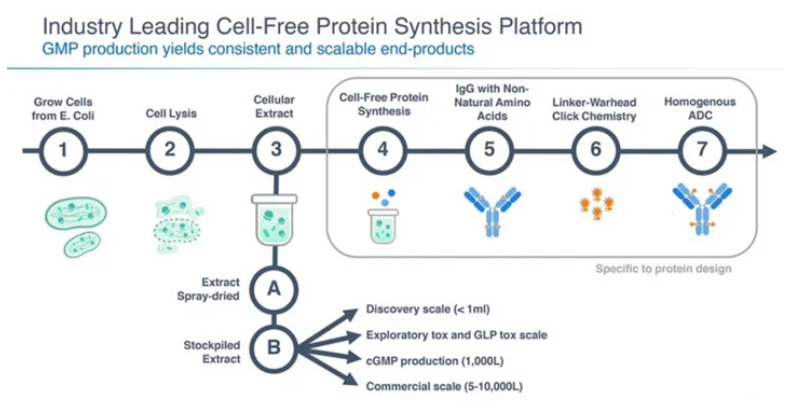 Industry Leading Cell-Free Protein Synthesis Platform
GMP production yields consistent and scalable end-products
Grow Cells
from E. Coli
Cell Lysis
Cellular
Extract
Cell-Free Protein
Synthesis
IgG with Non-
Natural Amino
Acids
Linker-Warhead
Click Chemistry
Homogenous
ADC
1
2
3
4
5
6
7
Specific to protein design
Extract
Spray-dried
A
Stockpiled
Extract
B
Discovery scale (< 1ml)
Exploratory tox and GLP tox scale
cGMP production (1,000L)
Commercial scale (5-10,000L)